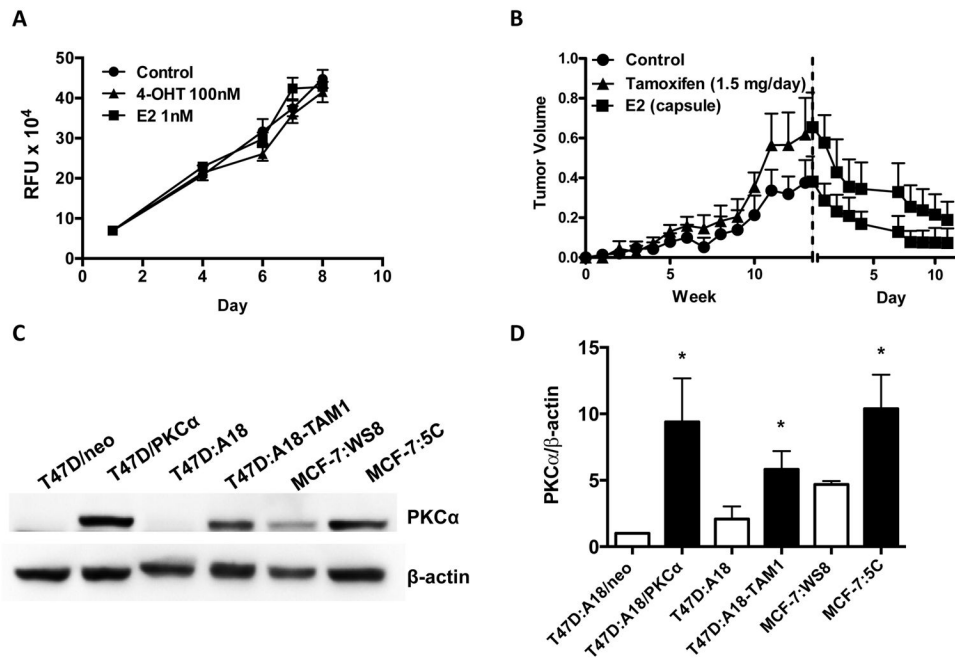 A
50
40
30
20
10
0
RFU x 10⁴
Control
4-OHT 100nM
E2 1nM
0 2 4 6 8 10
Day
B
Control
Tamoxifen (1.5 mg/day)
E2 (capsule)
1.0
0.8
0.6
0.4
0.2
0.0
Tumor Volume
0 5 10 5 10
Week Day
C
T47D/neo
T47D/PKCα
T47D:A18
T47D:A18-TAM1
MCF-7:WS8
MCF-7:5C
PKCα
β-actin
D
15
10
5
0
PKCα/β-actin
* * *
T47D:A18/neo
T47D:A18/PKCα
T47D:A18
T47D:A18-TAM1
MCF-7:WS8
MCF-7:5C